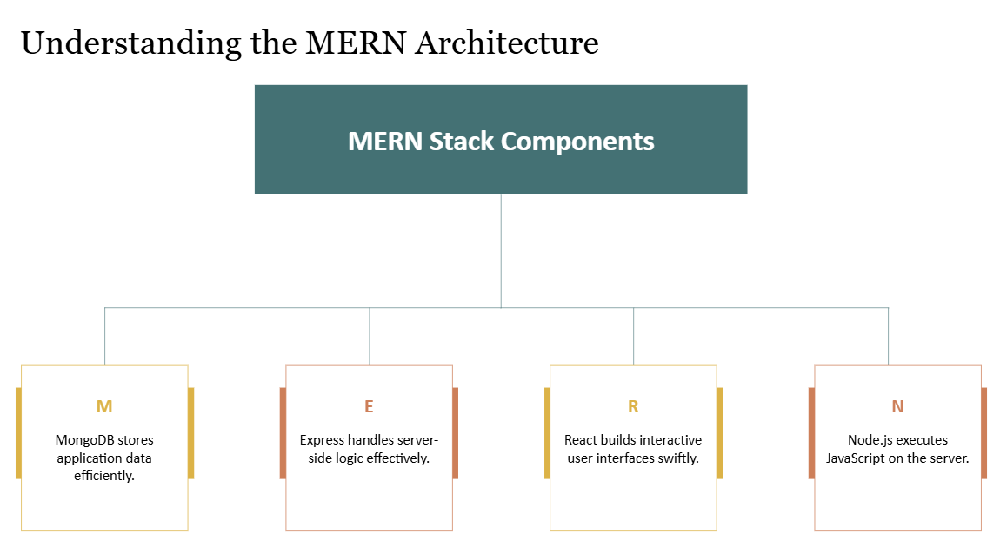 Understanding the MERN Architecture
MERN Stack Components
M
MongoDB stores
application data
efficiently.
E
Express handles server-
side logic effectively.
R
React builds interactive
user interfaces swiftly.
N
Node.js executes
JavaScript on the server.